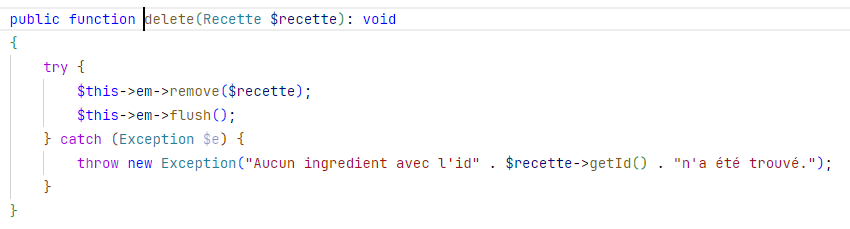 public function delete(Recette $recette): void
{
try {
$this->em->remove($recette);
$this->em->flush();
} catch (Exception $e) {
throw new Exception("Aucun ingredient avec l'id" . $recette->getId() . "n'a été trouvé.");
}
}